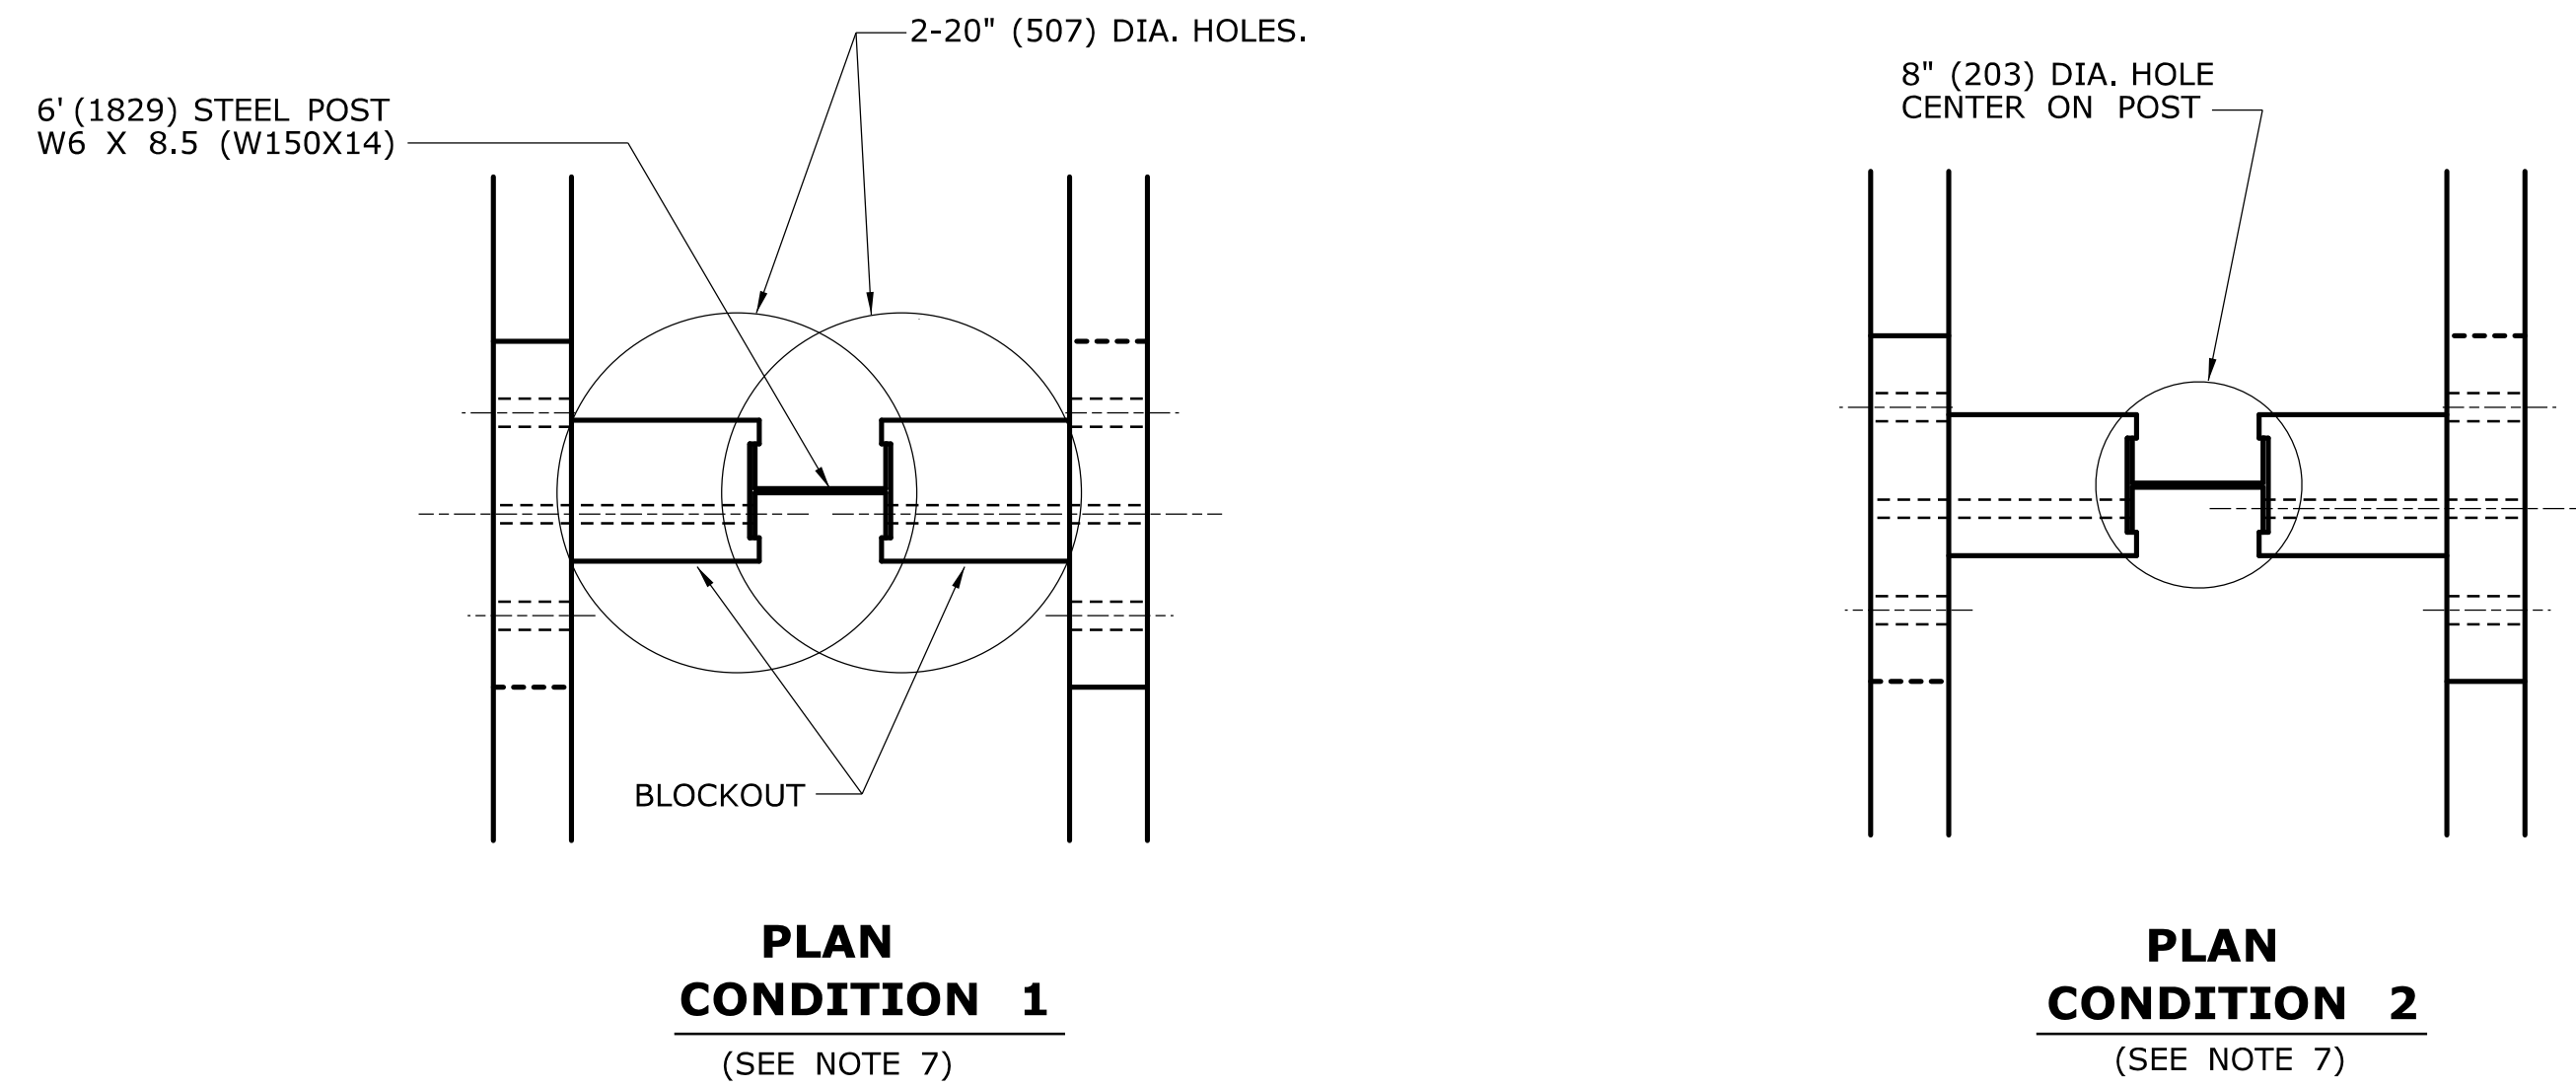 2-20" (507) DIA. HOLES.
6' (1829) STEEL POST
W6 X 8.5 (W150X14)
BLOCKOUT
PLAN
CONDITION 1
(SEE NOTE 7)
8" (203) DIA. HOLE
CENTER ON POST
PLAN
CONDITION 2
(SEE NOTE 7)